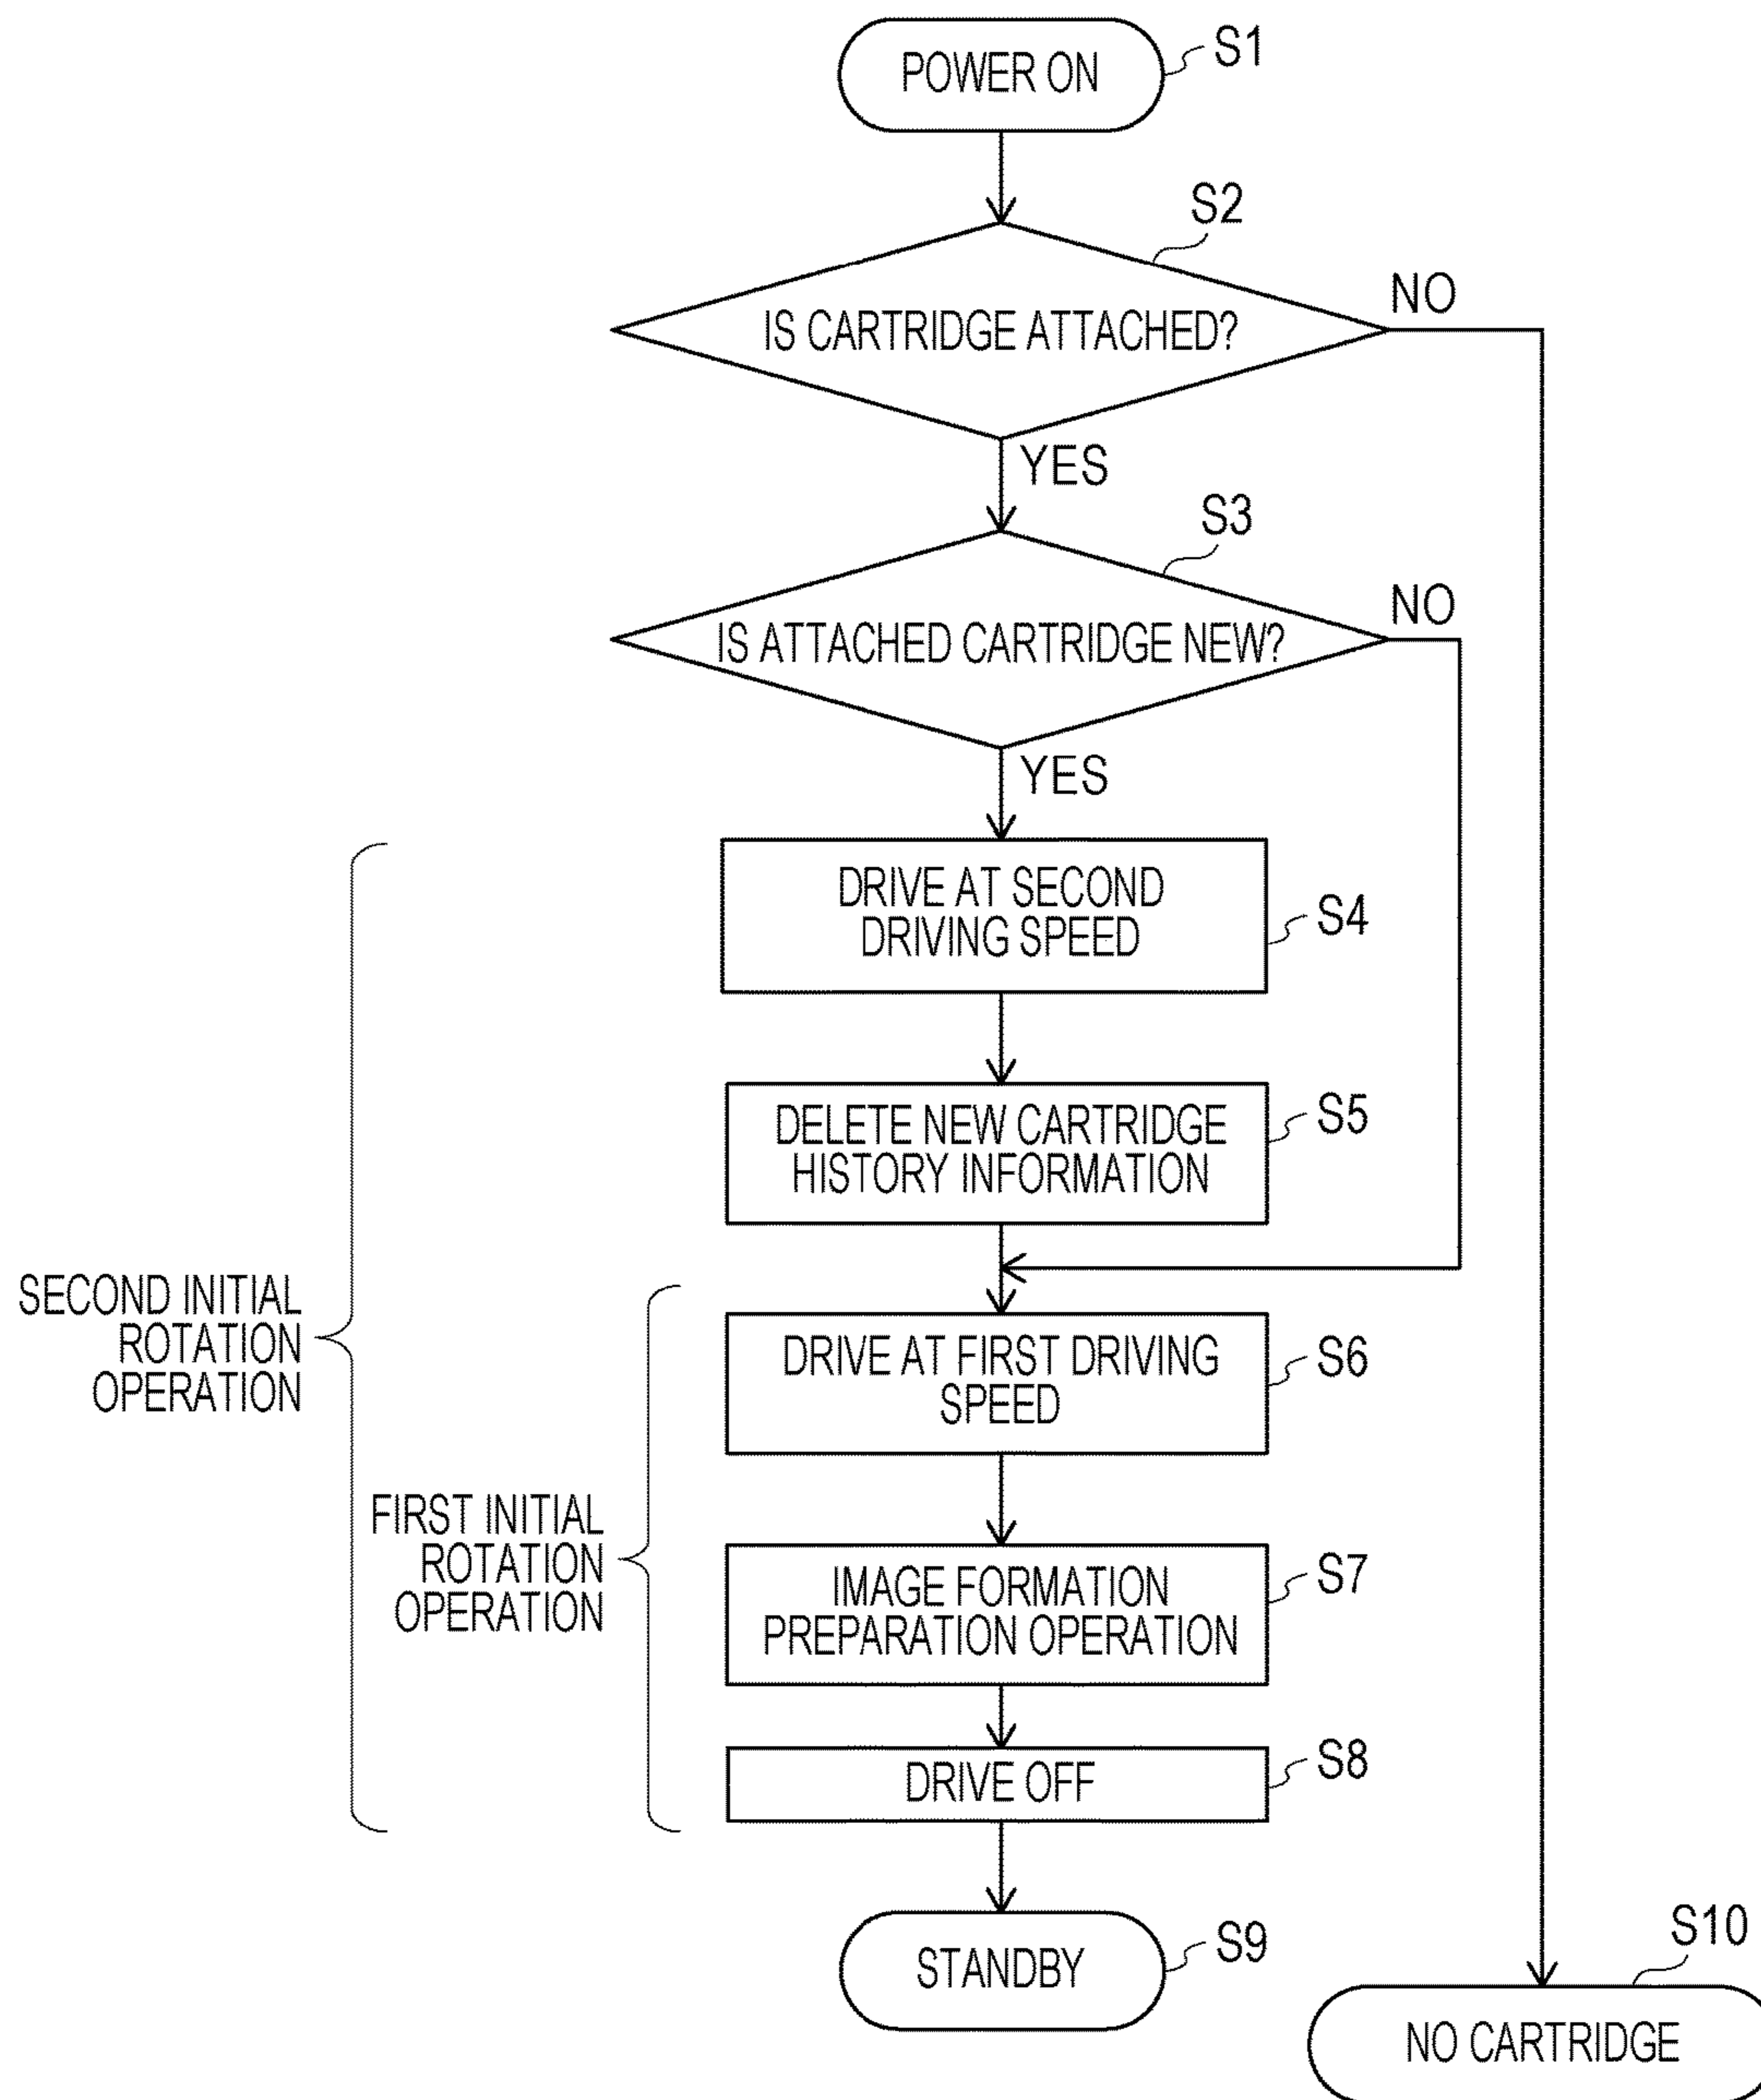 POWER ON
S1
S2
IS CARTRIDGE ATTACHED?
NO
YES
S3
IS ATTACHED CARTRIDGE NEW?
NO
YES
DRIVE AT SECOND
DRIVING SPEED
S4
DELETE NEW CARTRIDGE
HISTORY INFORMATION
S5
SECOND INITIAL
ROTATION
OPERATION
DRIVE AT FIRST DRIVING
SPEED
S6
FIRST INITIAL
ROTATION
OPERATION
IMAGE FORMATION
PREPARATION OPERATION
S7
DRIVE OFF
S8
STANDBY
S9
S10
NO CARTRIDGE